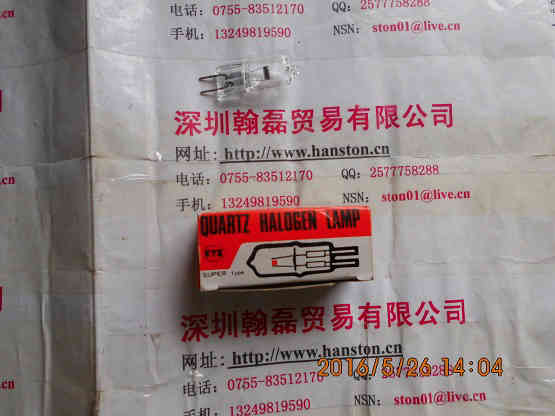 电话：0755-83512170 QQ：2577758288
手机：13249819590 NSN： ston01@live.cn
深圳翰磊贸易有限公司
网址: http://www.hanston.cn
.cn
电话：0755-83512170 QQ：2577758288
手机：13249819590 NSN： ston01@live.cn
QUARTZ HALOGEN LAMP
EYE
SUPER Type
深圳翰磊贸易有限公司
网址: http://www.hanston.cn
2016/5/26 14:04
.cn
电话：0755-83512170
手机：13249819590 NSN： ston01@live.cn